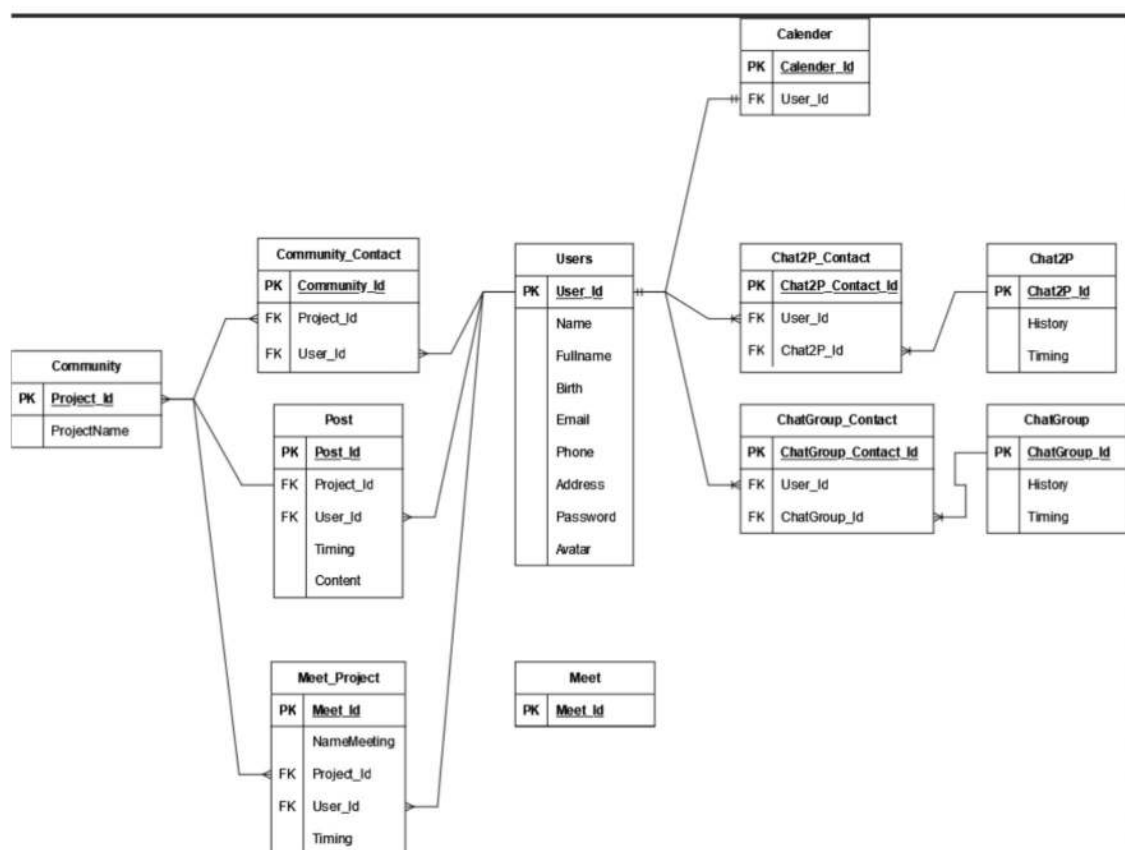 Calender
PK Calender_Id
FK User_Id
Community_Contact
PK Community_Id
FK Project_Id
FK User_Id
Users
PK User_Id
Name
Fullname
Birth
Email
Phone
Address
Password
Avatar
Chat2P_Contact
PK Chat2P_Contact_Id
FK User_Id
FK Chat2P_Id
Chat2P
PK Chat2P_Id
History
Timing
Community
PK Project_Id
ProjectName
Post
PK Post_Id
FK Project_Id
FK User_Id
Timing
Content
ChatGroup_Contact
PK ChatGroup_Contact_Id
FK User_Id
FK ChatGroup_Id
ChatGroup
PK ChatGroup_Id
History
Timing
Meet_Project
PK Meet_Id
NameMeeting
FK Project_Id
FK User_Id
Timing
Meet
PK Meet_Id